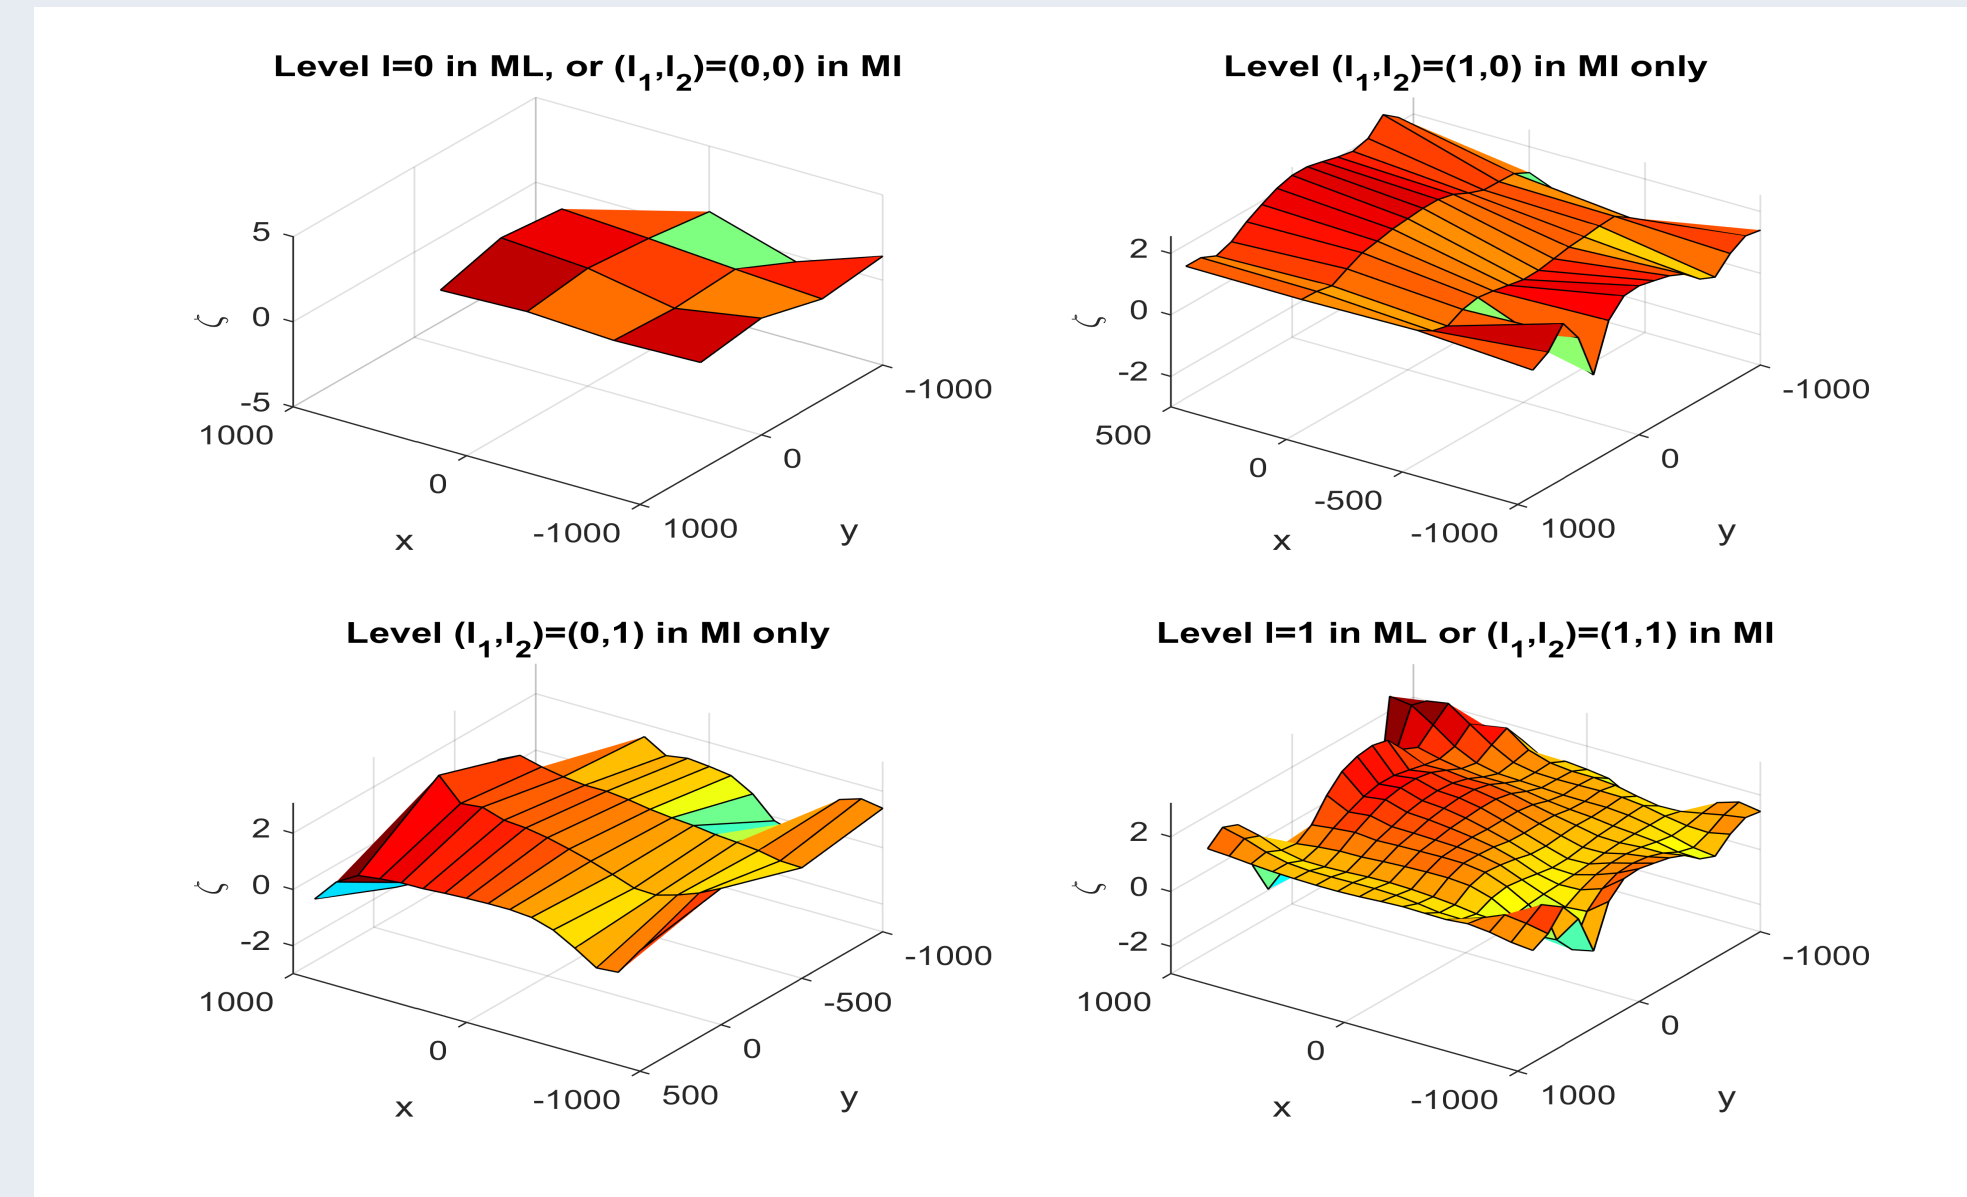 Level l=0 in ML, or (l1,l2)=(0,0) in MI
5
0
-5
ζ
1000
0
-1000
x
1000
0
-1000
y
Level (l1,l2)=(1,0) in MI only
2
0
-2
ζ
500
0
-500
-1000
x
1000
0
-1000
y
Level (l1,l2)=(0,1) in MI only
2
0
-2
ζ
1000
0
-1000
x
500
0
-500
-1000
y
Level l=1 in ML or (l1,l2)=(1,1) in MI
2
0
-2
ζ
1000
0
-1000
x
1000
0
-1000
y